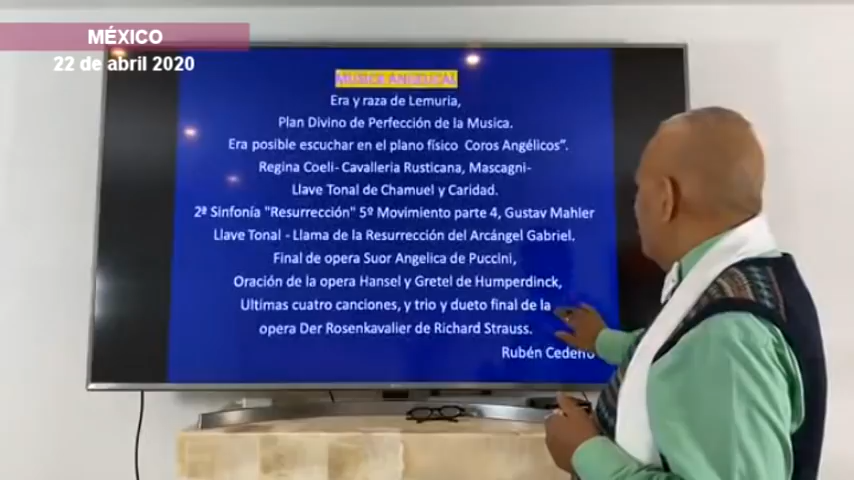 MÉXICO
22 de abril 2020
MUSICA ANGELICAL
Era y raza de Lemuria,
Plan Divino de Perfección de la Musica.
Era posible escuchar en el plano físico Coros Angélicos”.
Regina Coeli- Cavalleria Rusticana, Mascagni-
Llave Tonal de Chamuel y Caridad.
2ª Sinfonía "Resurrección" 5º Movimiento parte 4, Gustav Mahler
Llave Tonal - Llama de la Resurrección del Arcángel Gabriel.
Final de opera Suor Angelica de Puccini,
Oración de la opera Hansel y Gretel de Humperdinck,
Ultimas cuatro canciones, y trio y dueto final de la
opera Der Rosenkavalier de Richard Strauss.
Rubén Cedeño